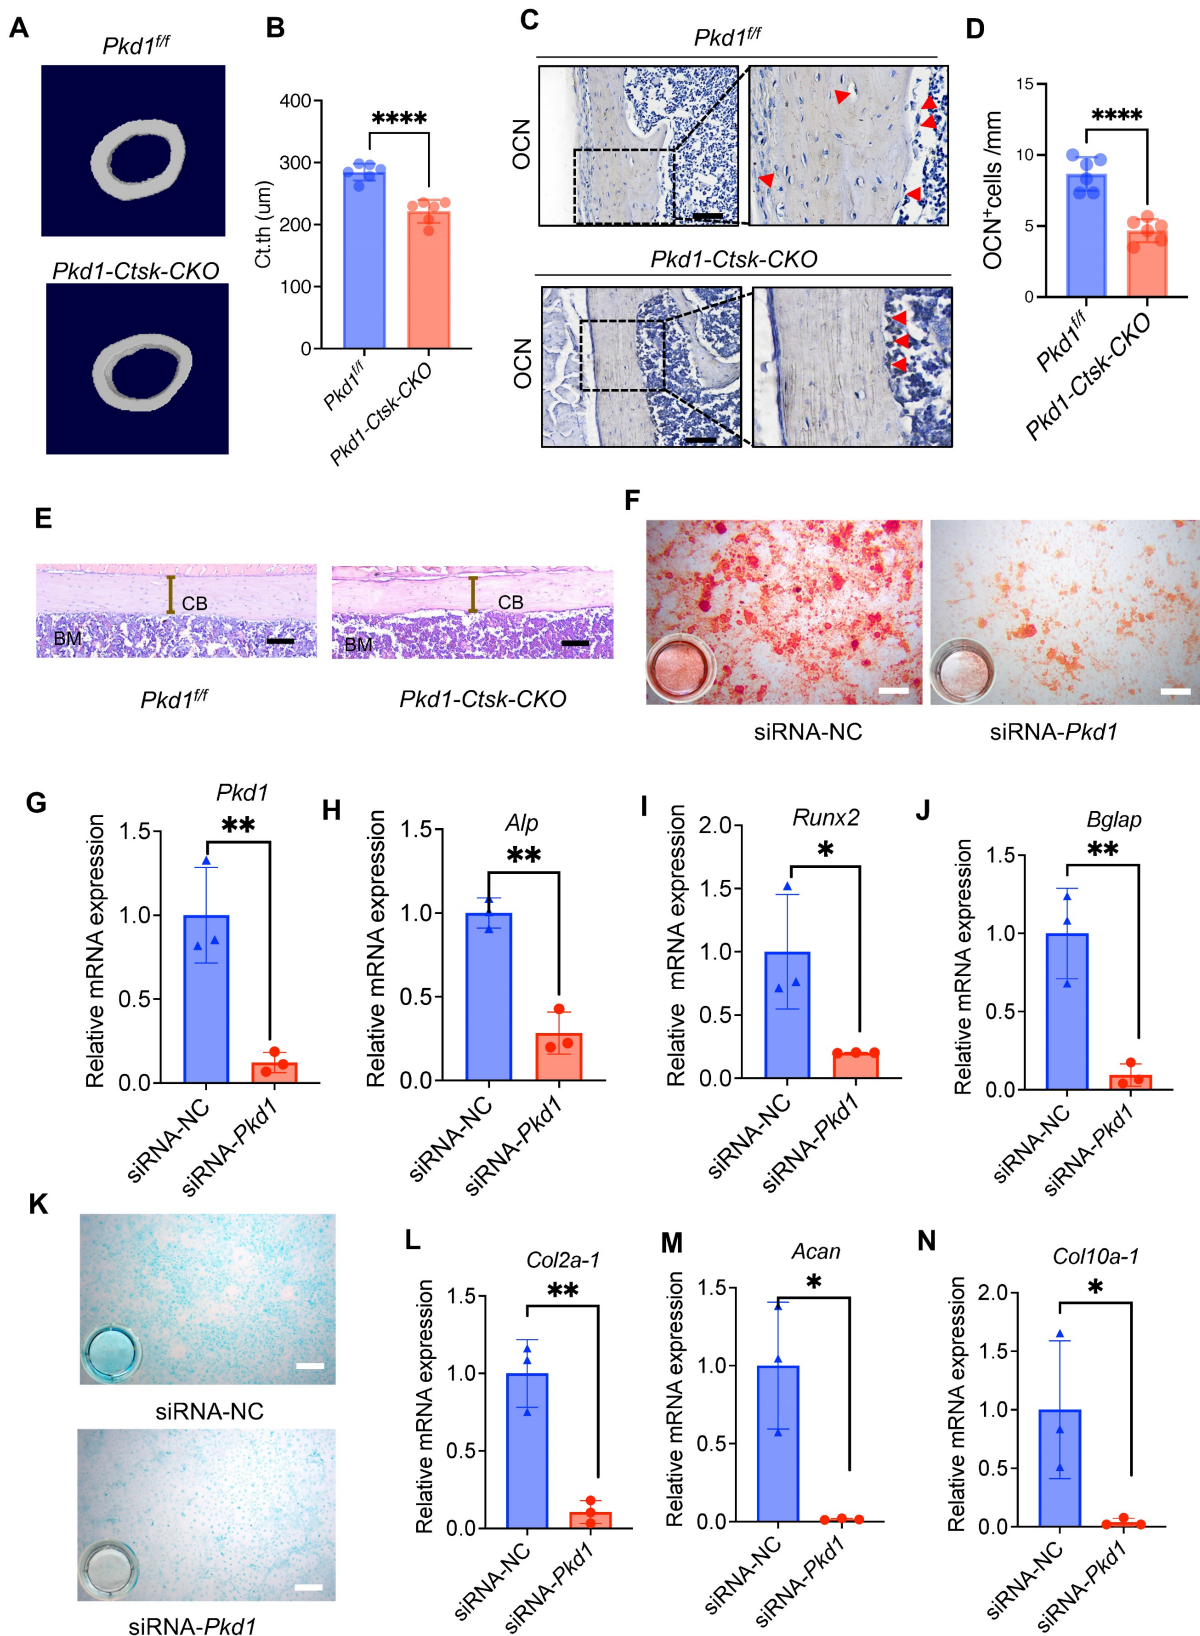 A
Pkd1f/f
Pkd1-Ctsk-CKO
B
400
300
200
100
0
Ct.th (um)
****
Pkd1f/f
Pkd1-Ctsk-CKO
C
Pkd1f/f
OCN
Pkd1-Ctsk-CKO
OCN
D
15
10
5
0
OCN+cells /mm
****
Pkd1f/f
Pkd1-Ctsk-CKO
E
CB
BM
CB
BM
Pkd1f/f
Pkd1-Ctsk-CKO
F
siRNA-NC
siRNA-Pkd1
G
Pkd1
**
1.5
1.0
0.5
0.0
Relative mRNA expression
siRNA-NC
siRNA-Pkd1
H
Alp
**
1.5
1.0
0.5
0.0
Relative mRNA expression
siRNA-NC
siRNA-Pkd1
I
Runx2
*
2.0
1.5
1.0
0.5
0.0
Relative mRNA expression
siRNA-NC
siRNA-Pkd1
J
Bglap
**
1.5
1.0
0.5
0.0
Relative mRNA expression
siRNA-NC
siRNA-Pkd1
K
siRNA-NC
siRNA-Pkd1
L
Col2a-1
**
1.5
1.0
0.5
0.0
Relative mRNA expression
siRNA-NC
siRNA-Pkd1
M
Acan
*
1.5
1.0
0.5
0.0
Relative mRNA expression
siRNA-NC
siRNA-Pkd1
N
Col10a-1
*
2.0
1.5
1.0
0.5
0.0
Relative mRNA expression
siRNA-NC
siRNA-Pkd1